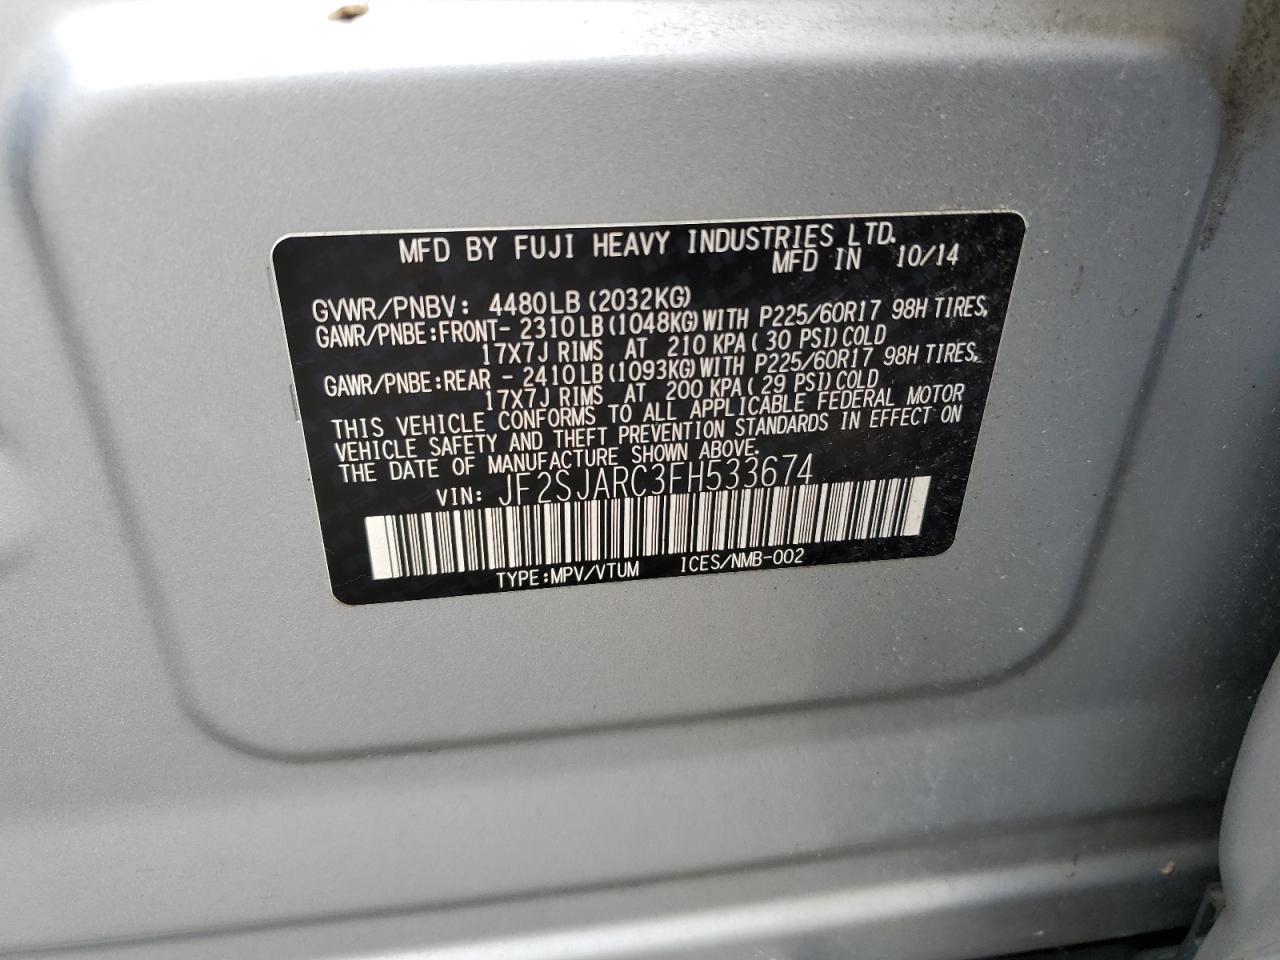 MFD BY FUJI HEAVY INDUSTRIES LTD.
MFD IN 10/14
GVWR/PNBV: 4480LB (2032KG)
GAWR/PNBE:FRONT- 2310LB (1048KG) WITH P225/60R17 98H TIRES,
17X7J RIMS AT 210 KPA ( 30 PSI) COLD
GAWR/PNBE:REAR - 2410LB (1093KG) WITH P225/60R17 98H TIRES,
17X7J RIMS AT 200 KPA ( 29 PSI) COLD
THIS VEHICLE CONFORMS TO ALL APPLICABLE FEDERAL MOTOR
VEHICLE SAFETY AND THEFT PREVENTION STANDARDS IN EFFECT ON
THE DATE OF MANUFACTURE SHOWN ABOVE.
VIN: JF2SJARC3FH533674
TYPE:MPV/VTUM ICES/NMB-002